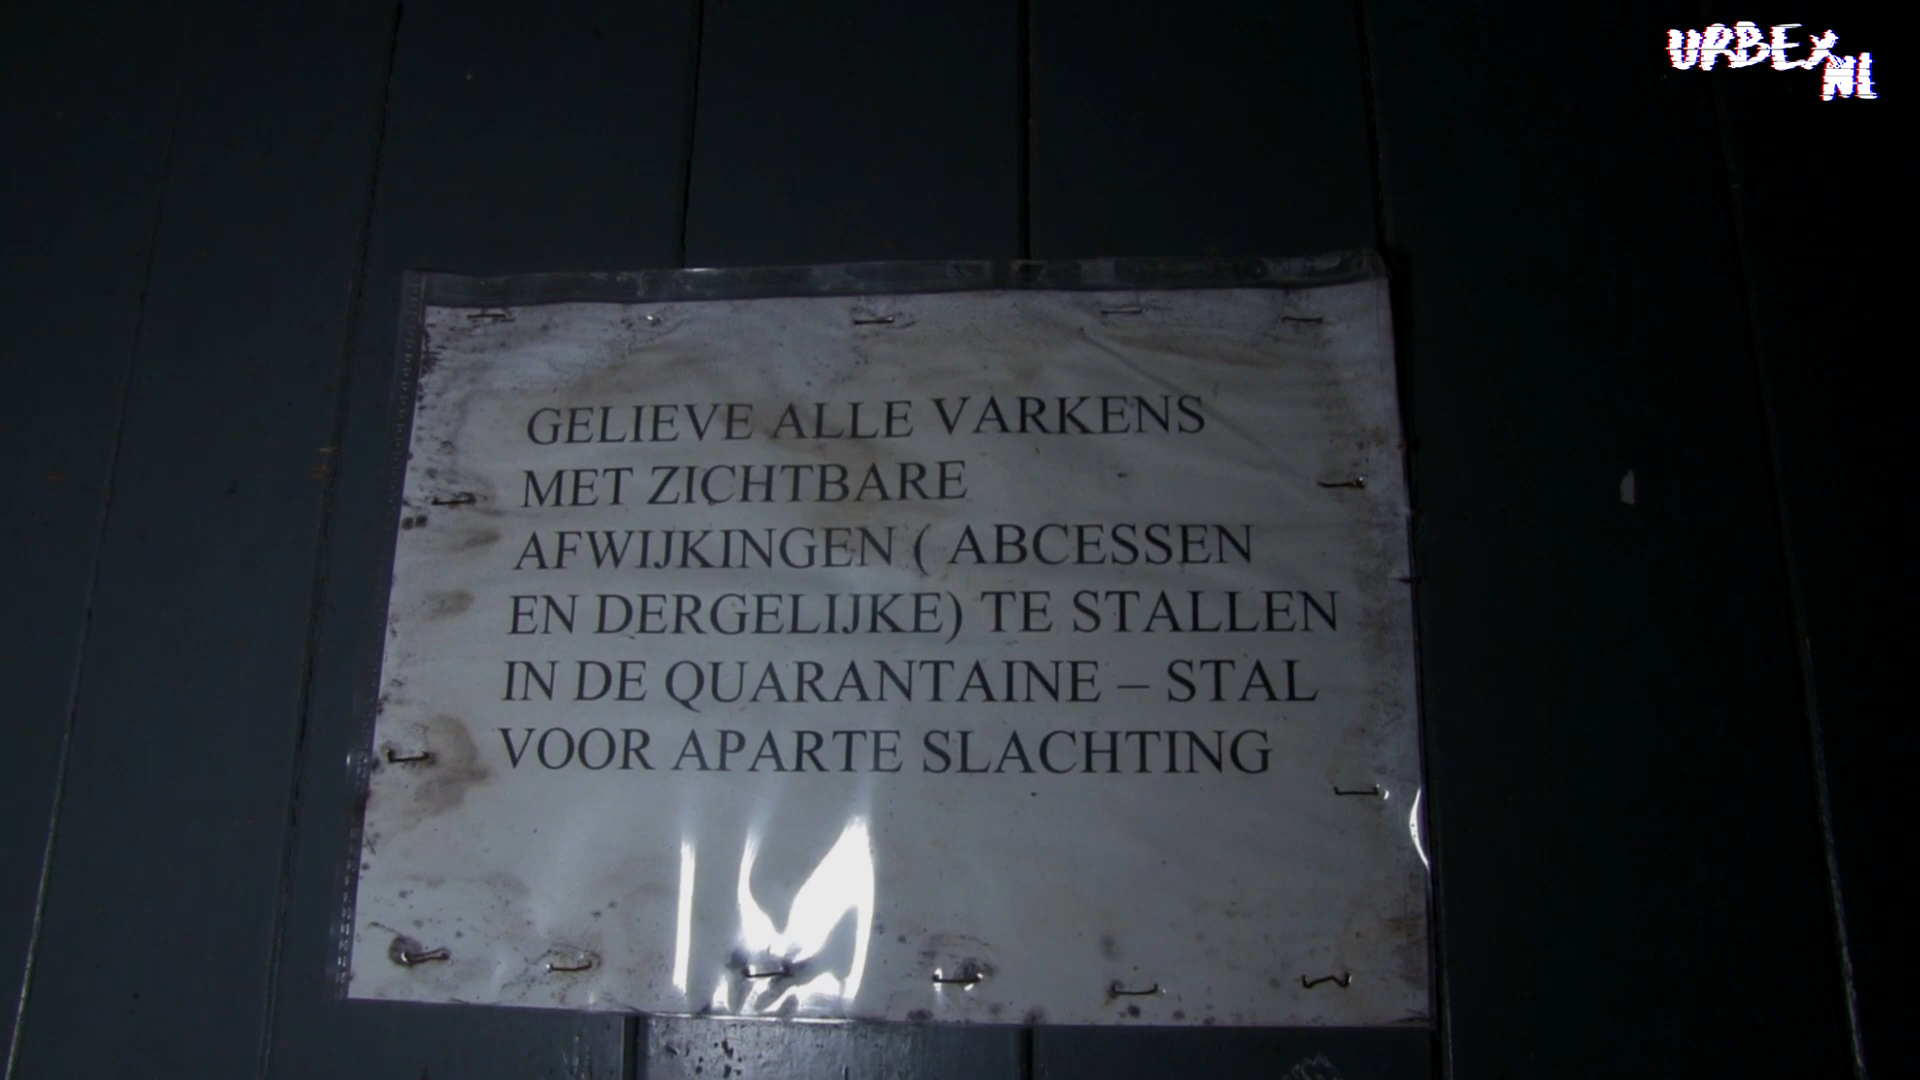 URBEX
NL
GELIEVE ALLE VARKENS
MET ZICHTBARE
AFWIJKINGEN ( ABCESSEN
EN DERGELIJKE) TE STALLEN
IN DE QUARANTAINE – STAL
VOOR APARTE SLACHTING